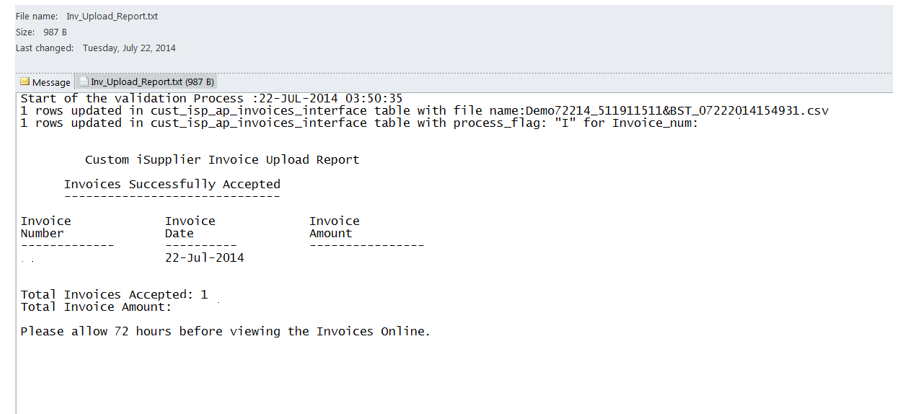 File name: Inv_Upload_Report.txt
Size: 987 B
Last changed: Tuesday, July 22, 2014
Message Inv_Upload_Report.txt (987 B)
Start of the validation Process :22-JUL-2014 03:50:35
1 rows updated in cust_isp_ap_invoices_interface table with file name:Demo72214_511911511&BST_07222014154931.csv
1 rows updated in cust_isp_ap_invoices_interface table with process_flag: "I" for Invoice_num:
Custom iSupplier Invoice Upload Report
Invoices Successfully Accepted
------------------------------
Invoice Invoice Invoice
Number Date Amount
------------- ---------- ----------------
22-Jul-2014
Total Invoices Accepted: 1
Total Invoice Amount:
Please allow 72 hours before viewing the Invoices Online.